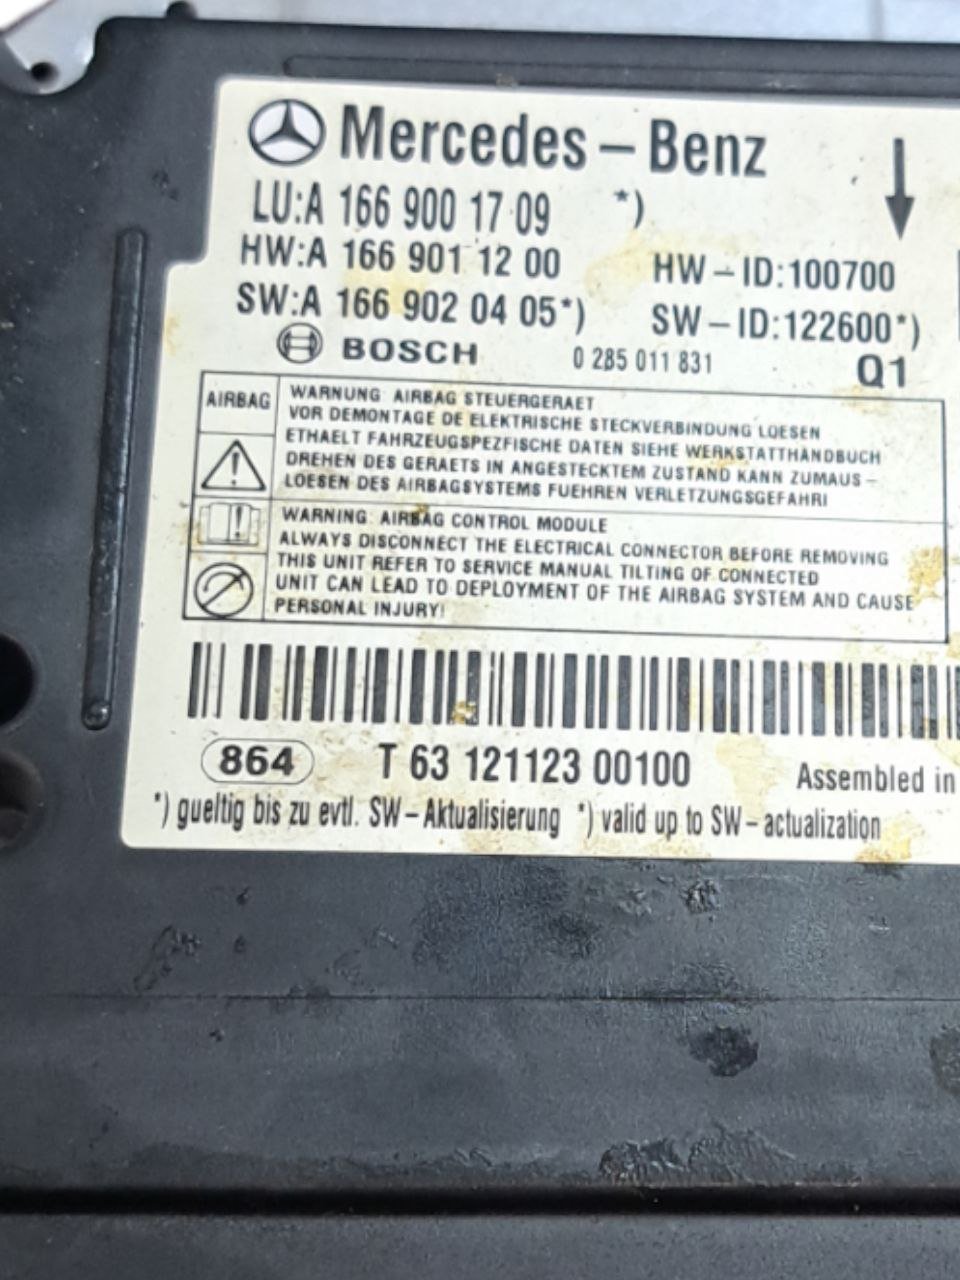 Mercedes-Benz
LU:A 166 900 17 09 *)
HW:A 166 901 12 00 HW-ID:100700
SW:A 166 902 04 05*) SW-ID:122600*)
BOSCH 0 285 011 831 Q1
AIRBAG
WARNUNG: AIRBAG STEUERGERAET
VOR DEMONTAGE DE ELEKTRISCHE STECKVERBINDUNG LOESEN
ETHAELT FAHRZEUGSPEZFISCHE DATEN SIEHE WERKSTATTHANDBUCH
DREHEN DES GERAETS IN ANGESTECKTEM ZUSTAND KANN ZUMAUS-
LOESEN DES AIRBAGSYSTEMS FUEHREN VERLETZUNGSGEFAHR!
WARNING: AIRBAG CONTROL MODULE
ALWAYS DISCONNECT THE ELECTRICAL CONNECTOR BEFORE REMOVING
THIS UNIT REFER TO SERVICE MANUAL TILTING OF CONNECTED
UNIT CAN LEAD TO DEPLOYMENT OF THE AIRBAG SYSTEM AND CAUSE
PERSONAL INJURY!
864 T 63 121123 00100 Assembled in
*) gueltig bis zu evtl. SW-Aktualisierung *) valid up to SW-actualization